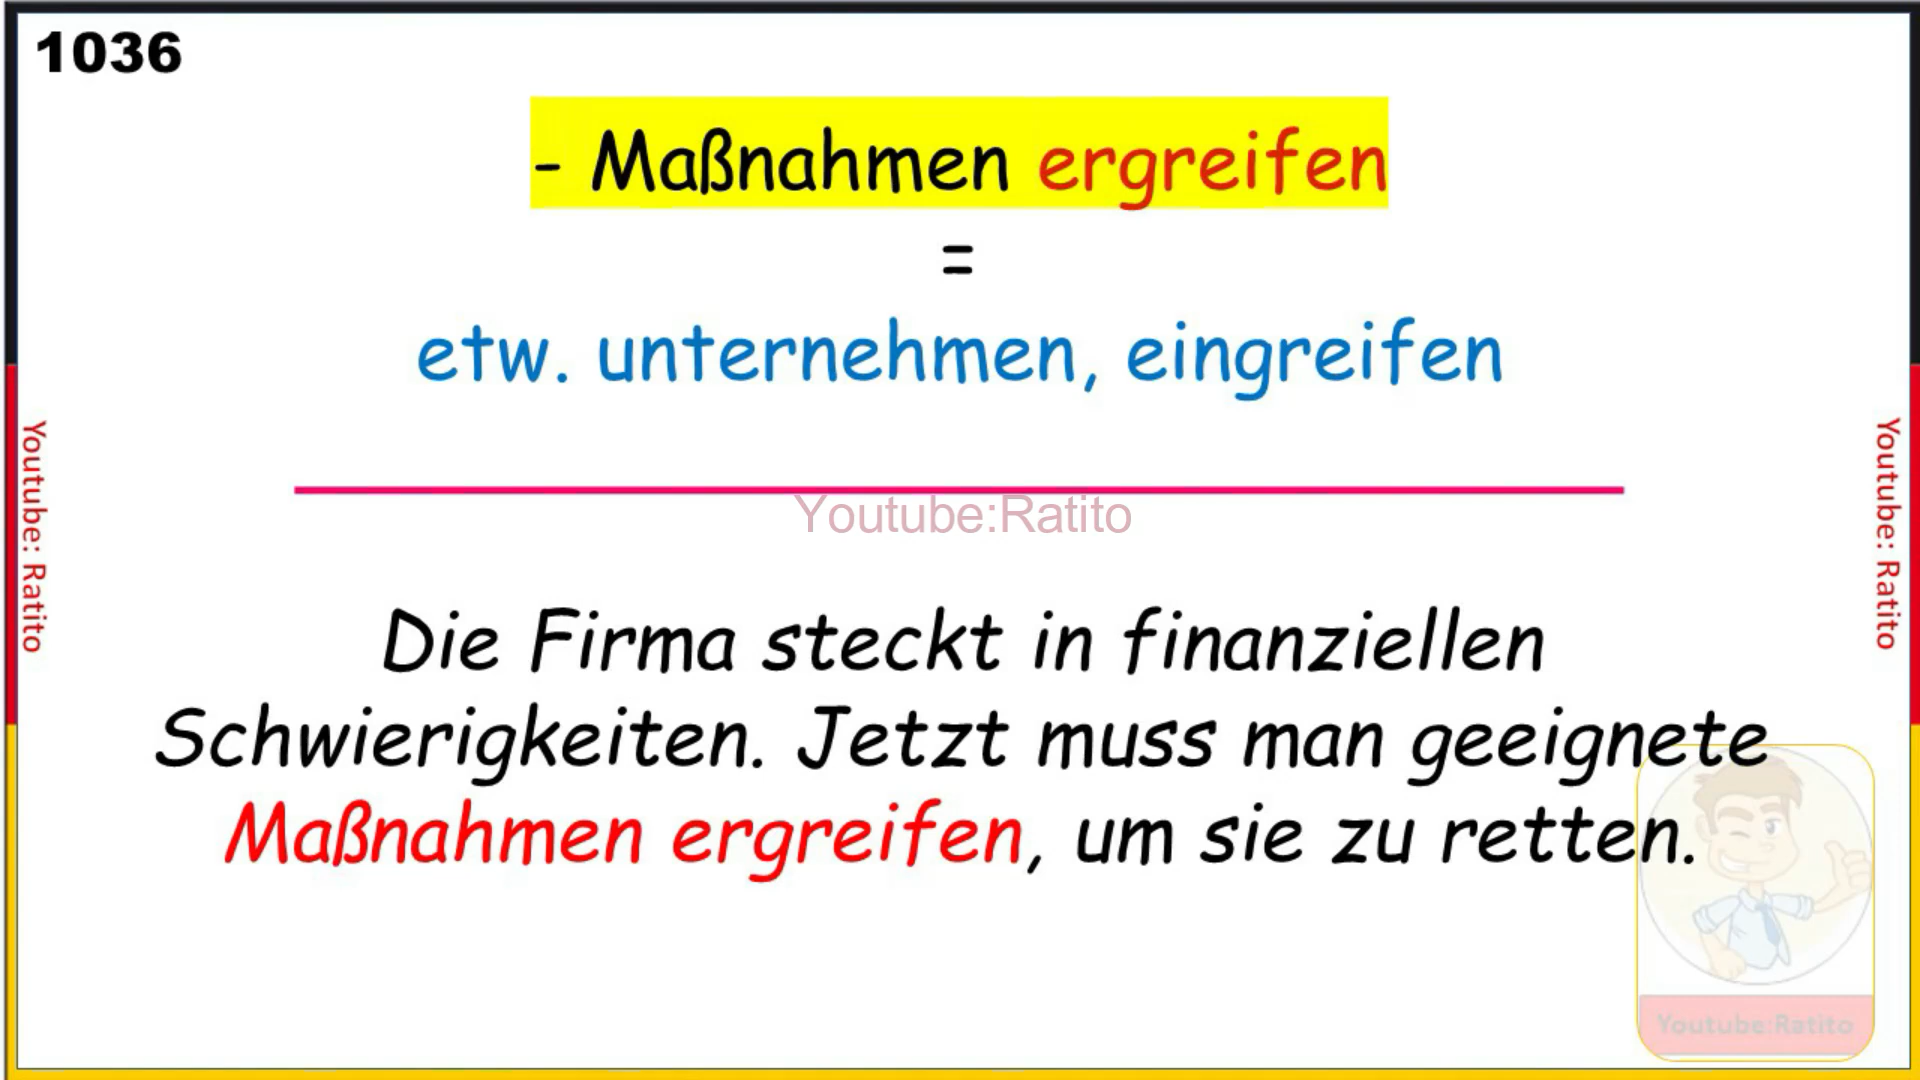 1036
- Maßnahmen ergreifen
=
etw. unternehmen, eingreifen
Youtube:Ratito
Youtube: Ratito
Youtube: Ratito
Die Firma steckt in finanziellen
Schwierigkeiten. Jetzt muss man geeignete
Maßnahmen ergreifen, um sie zu retten.
Youtube:Ratito